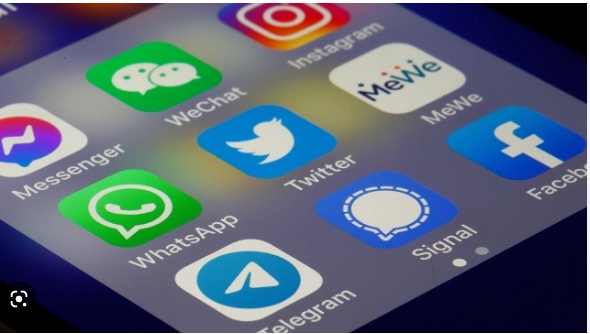 Instagram
WeChat
MeWe
MeWe
Messenger
Twitter
Faceb
WhatsApp
Signal
Telegram